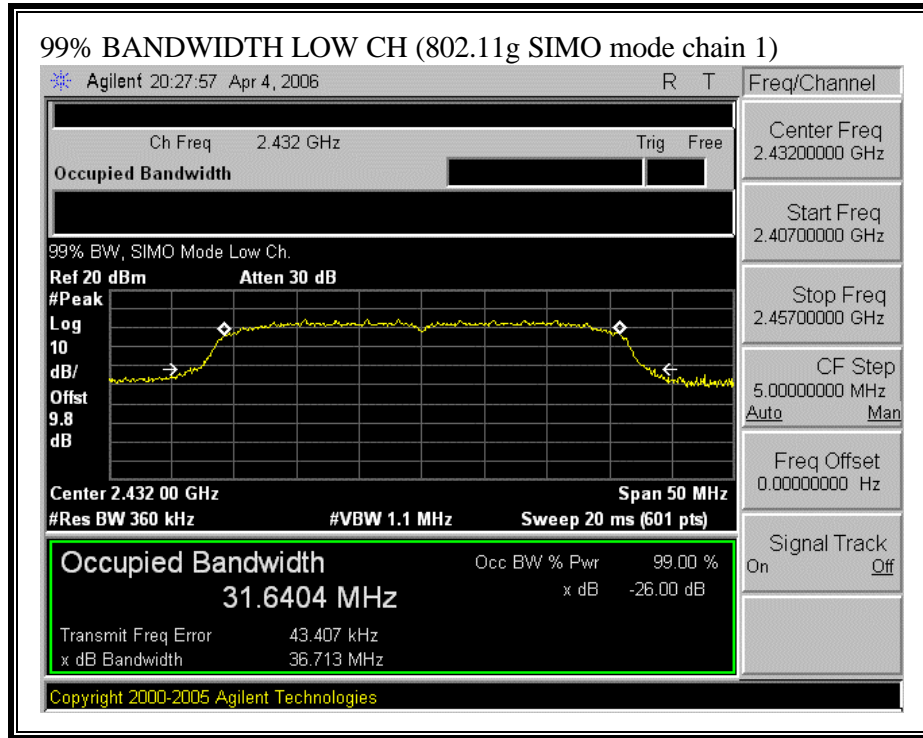 99% BANDWIDTH LOW CH (802.11g SIMO mode chain 1)
Agilent 20:27:57 Apr 4, 2006 R T Freq/Channel
Ch Freq 2.432 GHz Trig Free
Occupied Bandwidth
Center Freq
2.43200000 GHz
Start Freq
2.40700000 GHz
Stop Freq
2.45700000 GHz
CF Step
5.00000000 MHz
Auto Man
Freq Offset
0.00000000 Hz
Signal Track
On Off
99% BW, SIMO Mode Low Ch.
Ref 20 dBm Atten 30 dB
#Peak
Log
10
dB/
Offst
9.8
dB
Center 2.432 00 GHz Span 50 MHz
#Res BW 360 kHz #VBW 1.1 MHz Sweep 20 ms (601 pts)
Occupied Bandwidth Occ BW % Pwr 99.00 %
31.6404 MHz x dB -26.00 dB
Transmit Freq Error 43.407 kHz
x dB Bandwidth 36.713 MHz
Copyright 2000-2005 Agilent Technologies